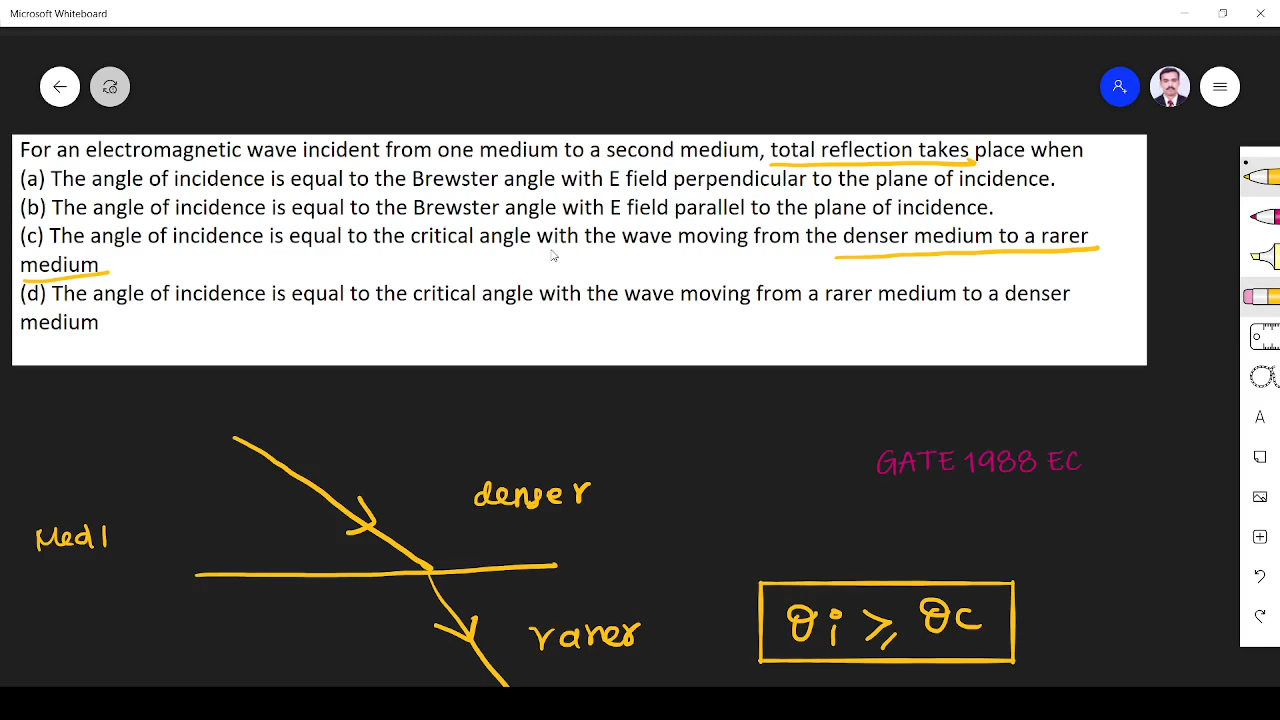 Microsoft Whiteboard
For an electromagnetic wave incident from one medium to a second medium, total reflection takes place when
(a) The angle of incidence is equal to the Brewster angle with E field perpendicular to the plane of incidence.
(b) The angle of incidence is equal to the Brewster angle with E field parallel to the plane of incidence.
(c) The angle of incidence is equal to the critical angle with the wave moving from the denser medium to a rarer
medium
(d) The angle of incidence is equal to the critical angle with the wave moving from a rarer medium to a denser
medium
GATE 1988 EC
denser
Med 1
θi ⩾ θc
rarer